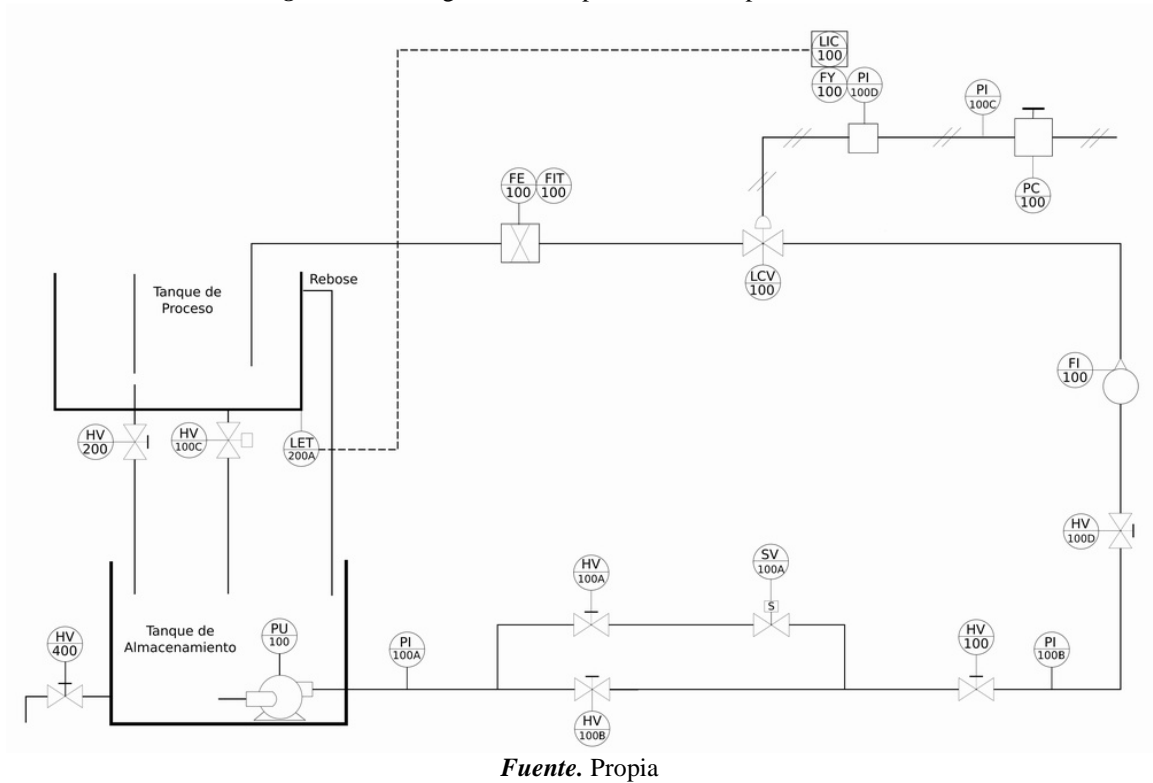 LIC
100
FY
100
PI
100D
PI
100C
PC
100
FE
100
FIT
100
LCV
100
Rebose
Tanque de
Proceso
FI
100
HV
200
HV
100C
LET
200A
HV
100D
HV
100A
SV
100A
S
HV
400
Tanque de
Almacenamiento
PU
100
PI
100A
HV
100B
HV
100
PI
100B
Fuente. Propia